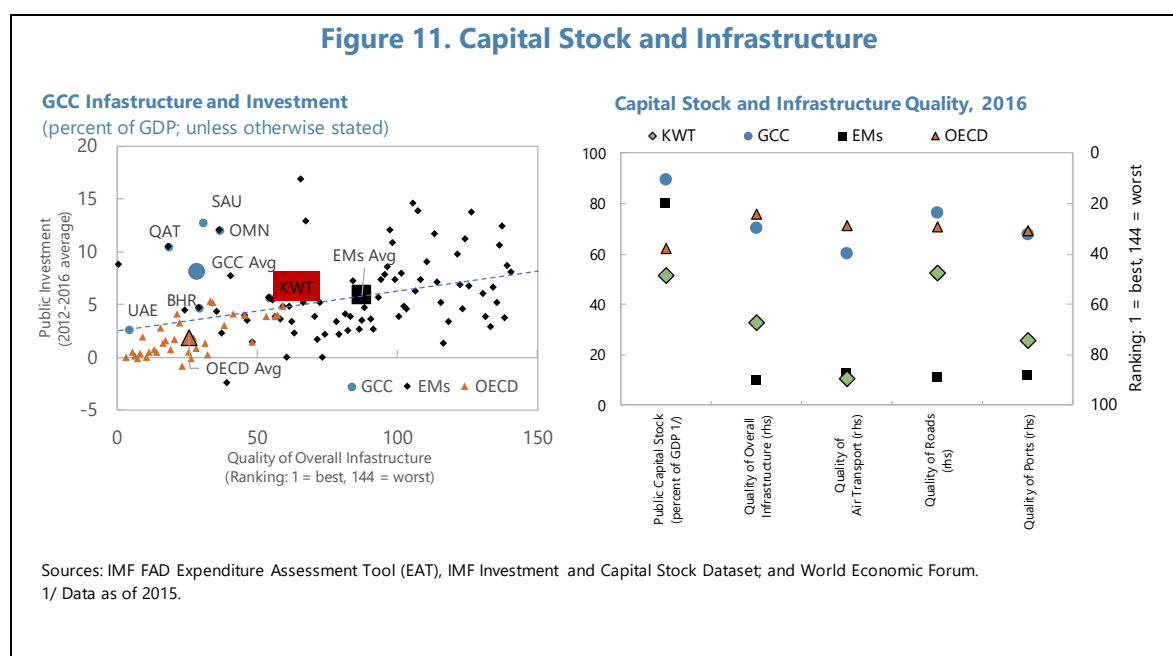 Figure 11. Capital Stock and Infrastructure
GCC Infastructure and Investment
(percent of GDP; unless otherwise stated)
20
15
10
5
0
-5
Public Investment
(2012-2016 average)
SAU
QAT
OMN
GCC Avg
EMs Avg
KWT
UAE
BHR
OECD Avg
GCC EMs OECD
0 50 100 150
Quality of Overall Infastructure
(Ranking: 1 = best, 144 = worst)
Capital Stock and Infrastructure Quality, 2016
KWT GCC EMs OECD
100
80
60
40
20
0
0
20
40
60
80
100
Ranking: 1 = best, 144 = worst
Public Capital Stock
(percent of GDP 1/)
Quality of Overall
Infrastructure (rhs)
Quality of
Air Transport (rhs)
Quality of Roads
(rhs)
Quality of Ports (rhs)
Sources: IMF FAD Expenditure Assessment Tool (EAT), IMF Investment and Capital Stock Dataset; and World Economic Forum.
1/ Data as of 2015.